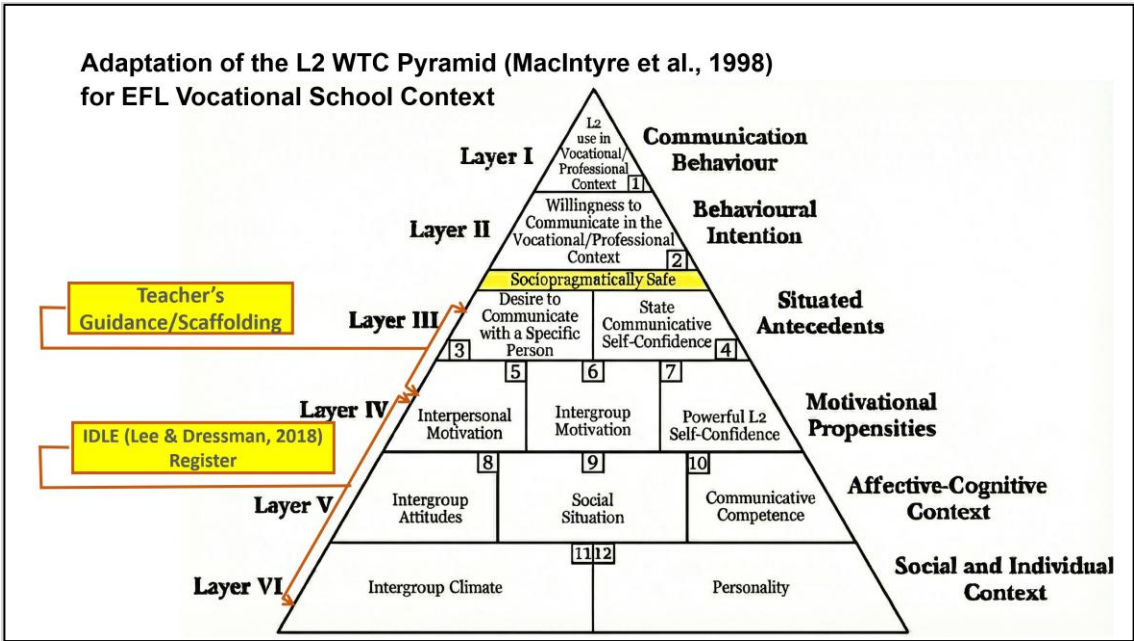 Adaptation of the L2 WTC Pyramid (MacIntyre et al., 1998)
for EFL Vocational School Context
Layer I
L2
use in
Vocational/
Professional
Context
1
Communication
Behaviour
Layer II
Willingness to
Communicate in the
Vocational/Professional
Context
2
Behavioural
Intention
Sociopragmatically Safe
Teacher's
Guidance/Scaffolding
Layer III
Desire to
Communicate
with a Specific
Person
3
State
Communicative
Self-Confidence
4
Situated
Antecedents
Layer IV
5
Interpersonal
Motivation
6
Intergroup
Motivation
7
Powerful L2
Self-Confidence
Motivational
Propensities
IDLE (Lee & Dressman, 2018)
Register
Layer V
8
Intergroup
Attitudes
9
Social
Situation
10
Communicative
Competence
Affective-Cognitive
Context
Layer VI
11
Intergroup Climate
12
Personality
Social and Individual
Context